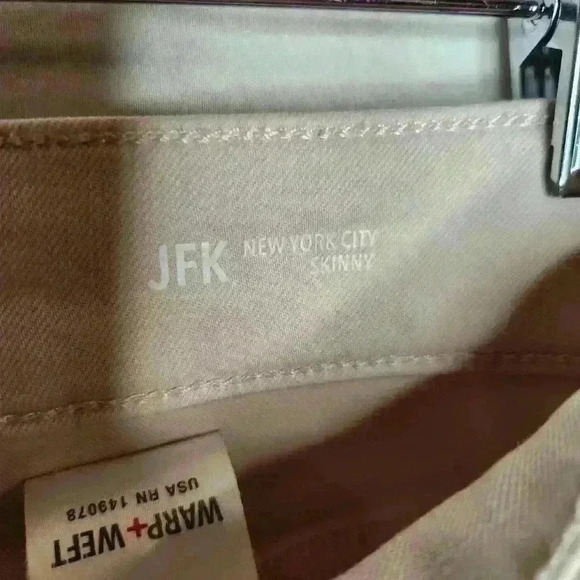 JFK NEW YORK CITY
SKINNY
WARP+WEFT
USA RN 149078